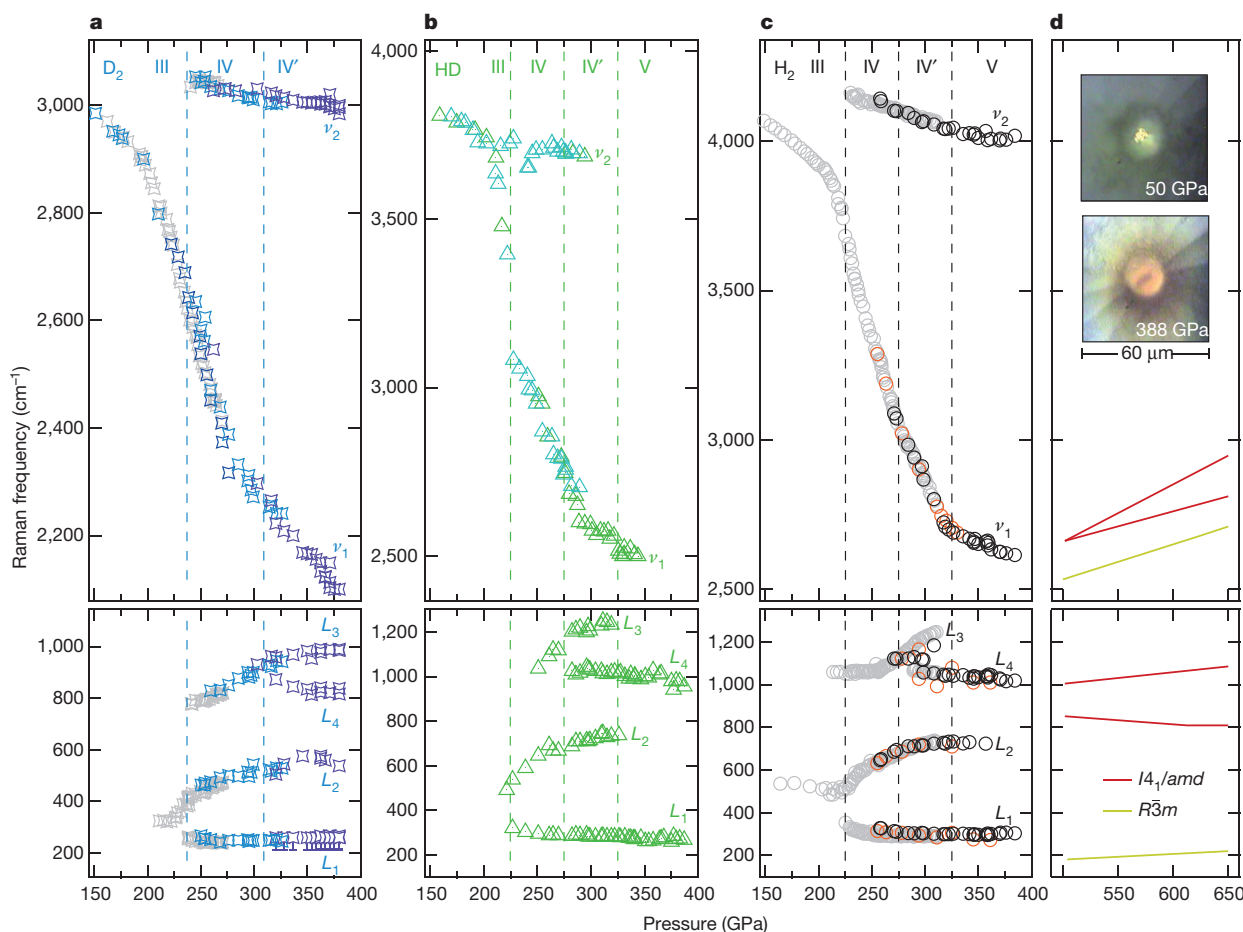 a
b
c
d
D₂ III IV IV′
3,000
2,800
2,600
2,400
2,200
ν₂
ν₁
HD III IV IV′ V
4,000
3,500
3,000
2,500
ν₂
ν₁
H₂ III IV IV′ V
4,000
3,500
3,000
2,500
ν₂
ν₁
50 GPa
388 GPa
60 μm
Raman frequency (cm⁻¹)
1,000
800
600
400
200
L₃
L₄
L₂
L₁
1,200
1,000
800
600
400
200
L₃
L₄
L₂
L₁
1,200
1,000
800
600
400
200
L₃
L₄
L₂
L₁
I4₁/amd
R3̄m
150 200 250 300 350 400
150 200 250 300 350 400
150 200 250 300 350 400
550 600 650
Pressure (GPa)